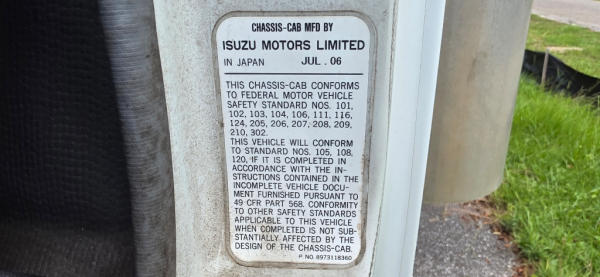 CHASSIS-CAB MFD BY
ISUZU MOTORS LIMITED
IN JAPAN JUL. 06
THIS CHASSIS-CAB CONFORMS
TO FEDERAL MOTOR VEHICLE
SAFETY STANDARD NOS. 101,
102, 103, 104, 106, 111, 116,
124, 205, 206, 207, 208, 209,
210, 302.
THIS VEHICLE WILL CONFORM
TO STANDARD NOS. 105, 108,
120, IF IT IS COMPLETED IN
ACCORDANCE WITH THE IN-
STRUCTIONS CONTAINED IN THE
INCOMPLETE VEHICLE DOCU-
MENT FURNISHED PURSUANT TO
49 CFR PART 568. CONFORMITY
TO OTHER SAFETY STANDARDS
APPLICABLE TO THIS VEHICLE
WHEN COMPLETED IS NOT SUB-
STANTIALLY AFFECTED BY THE
DESIGN OF THE CHASSIS-CAB.
P NO. 8973118360